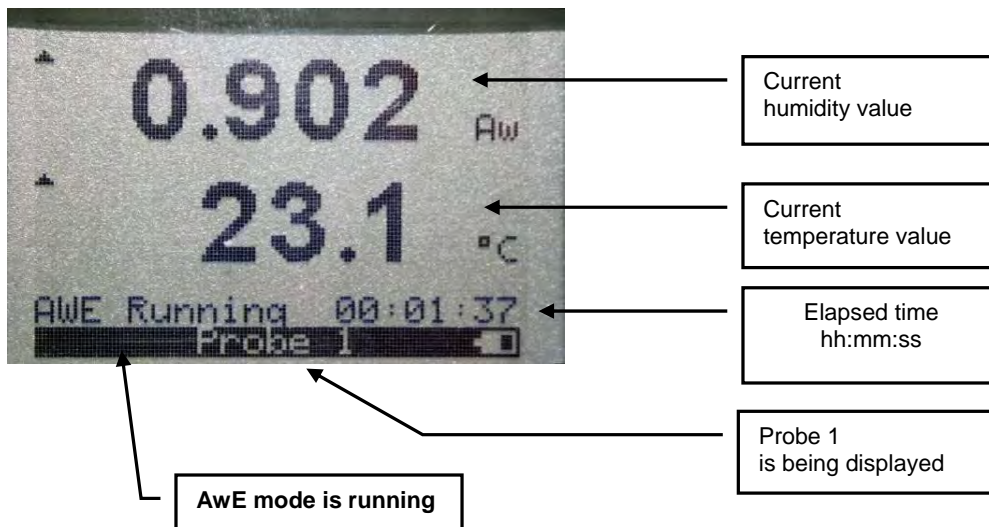 0.902 Aw
23.1 °C
AWE Running 00:01:37
Probe 1
Current
humidity value
Current
temperature value
Elapsed time
hh:mm:ss
Probe 1
is being displayed
AwE mode is running